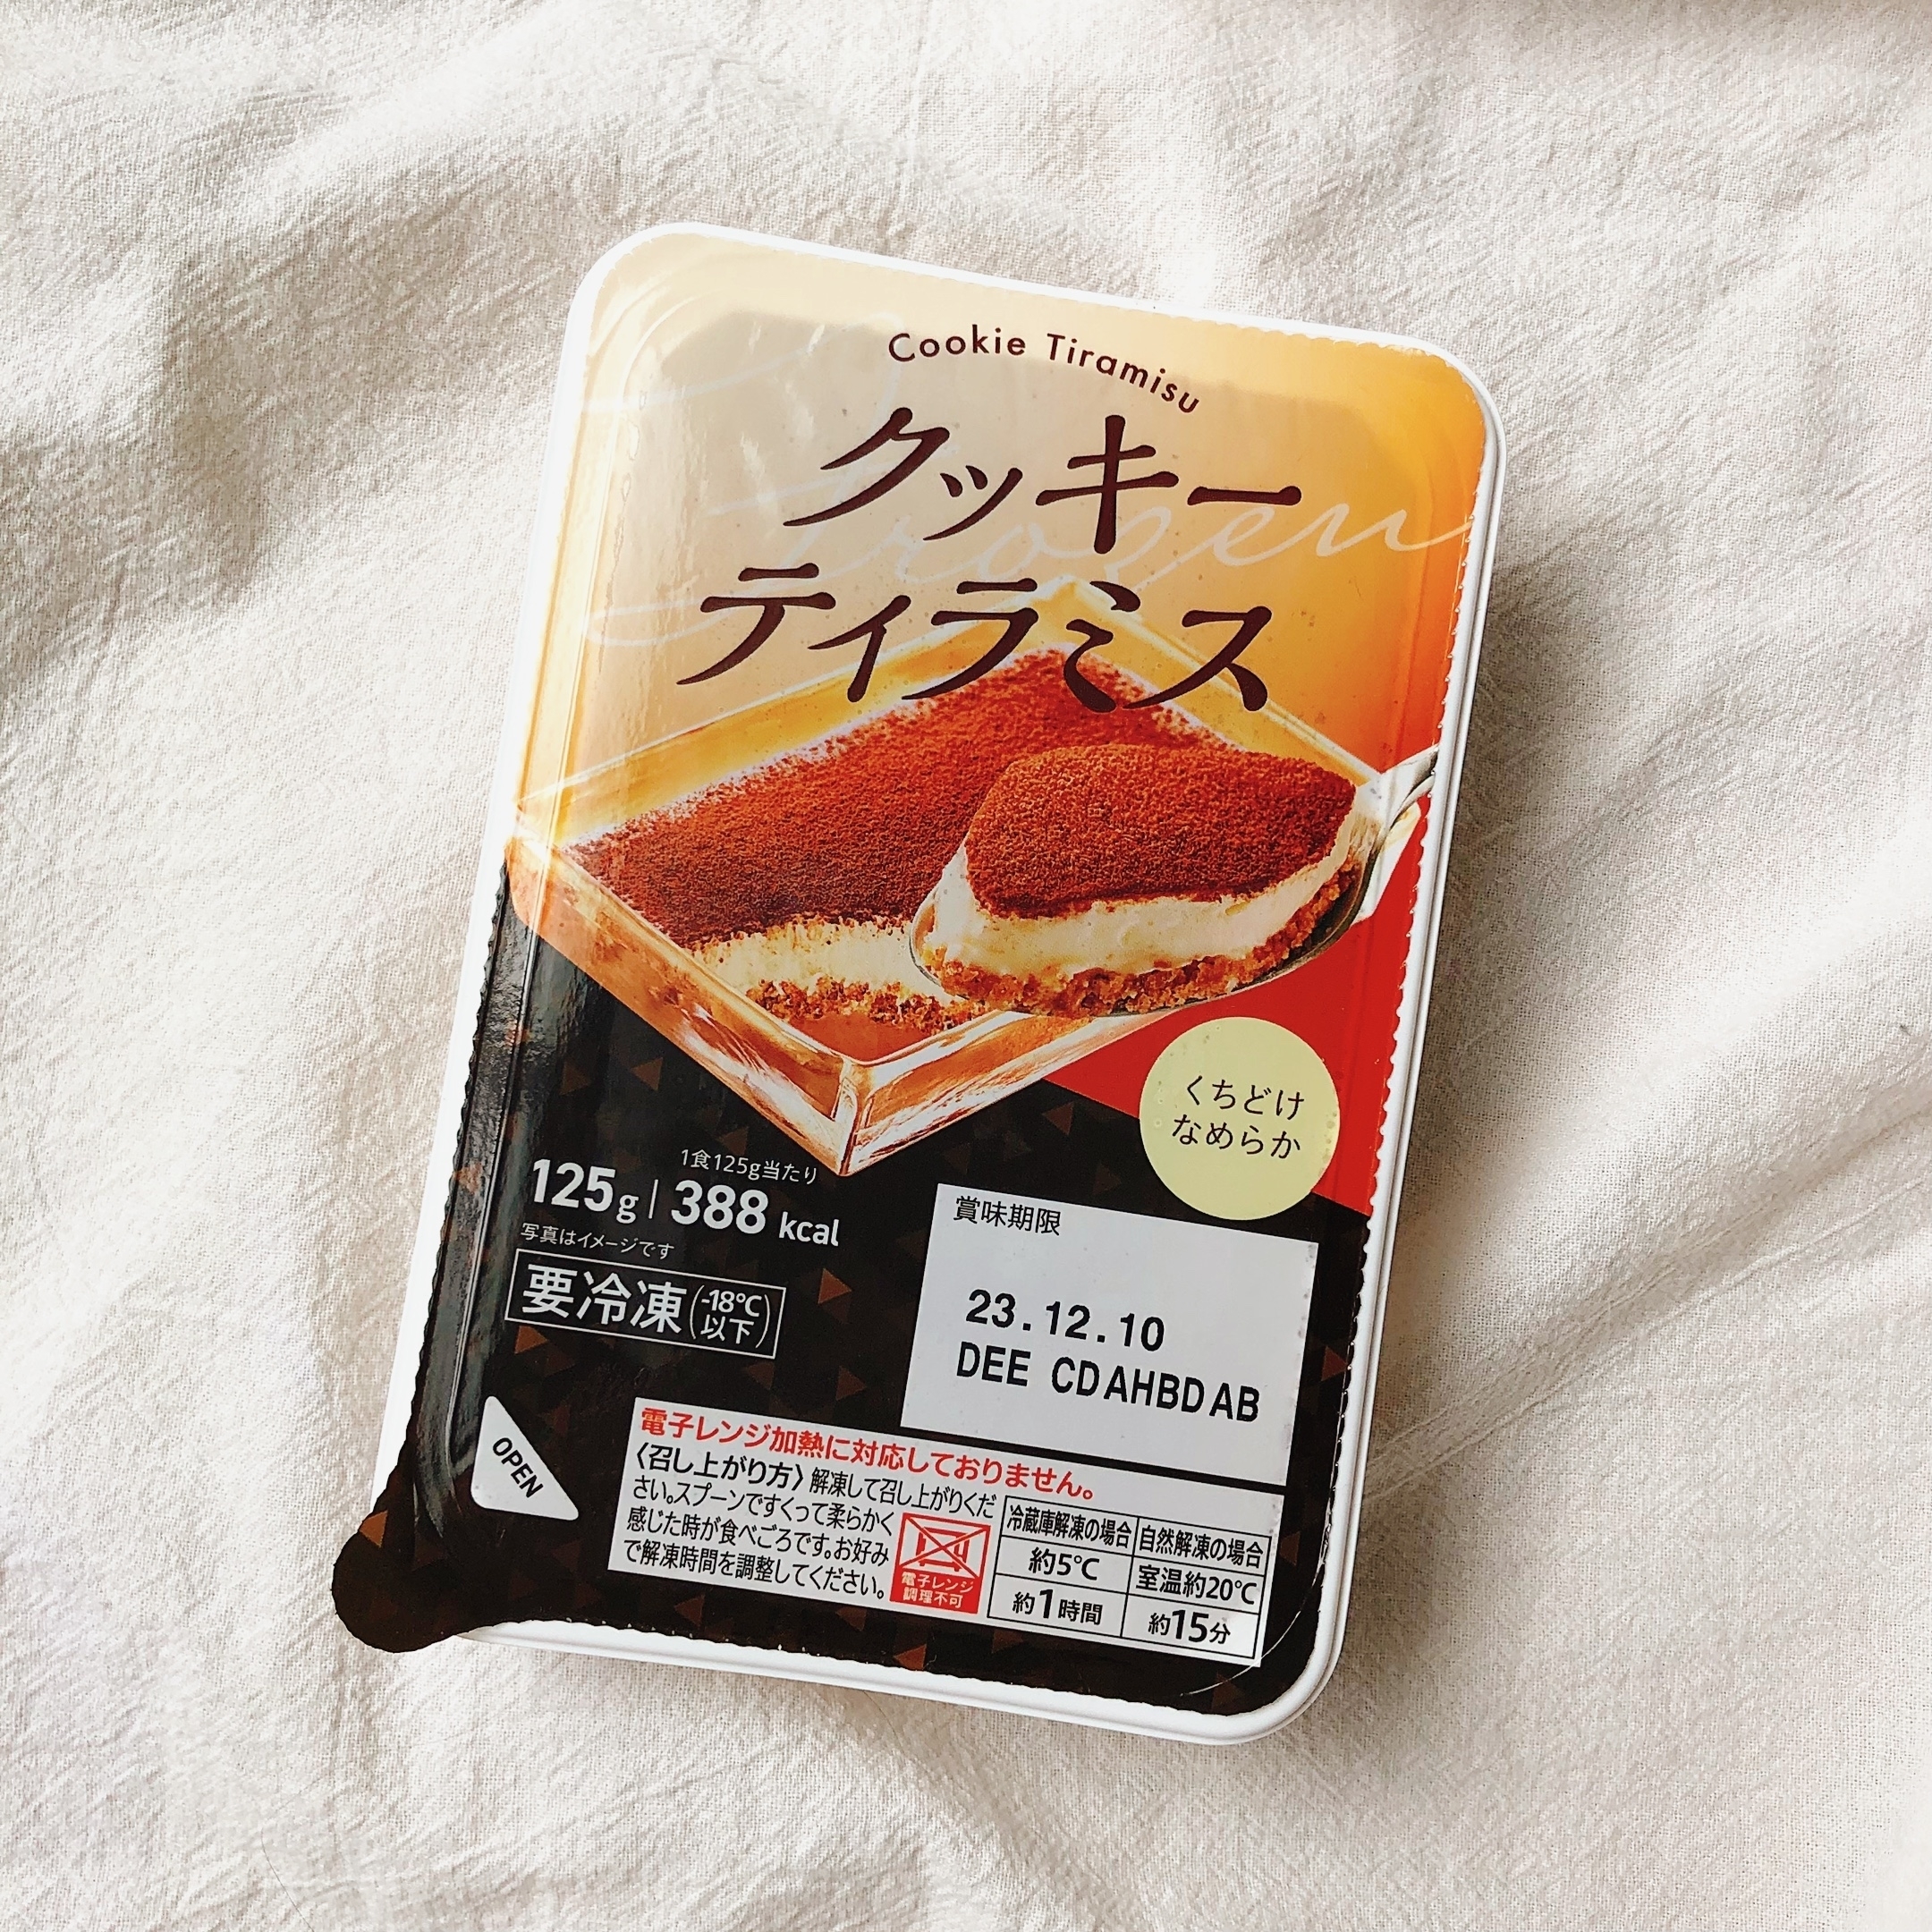 Cookie Tiramisu
Frozen
クッキー
ティラミス
くちどけ
なめらか
1食125g当たり
125g | 388 kcal
写真はイメージです
要冷凍(-18℃以下)
賞味期限
23.12.10
DEE CDAHBDAB
OPEN
電子レンジ加熱に対応しておりません。
〈召し上がり方〉解凍して召し上がりくだ
さい。スプーンですくって柔らかく
感じた時が食べごろです。お好み
で解凍時間を調整してください。
電子レンジ
調理不可
冷蔵庫解凍の場合 自然解凍の場合
約5℃ 室温約20℃
約1時間 約15分